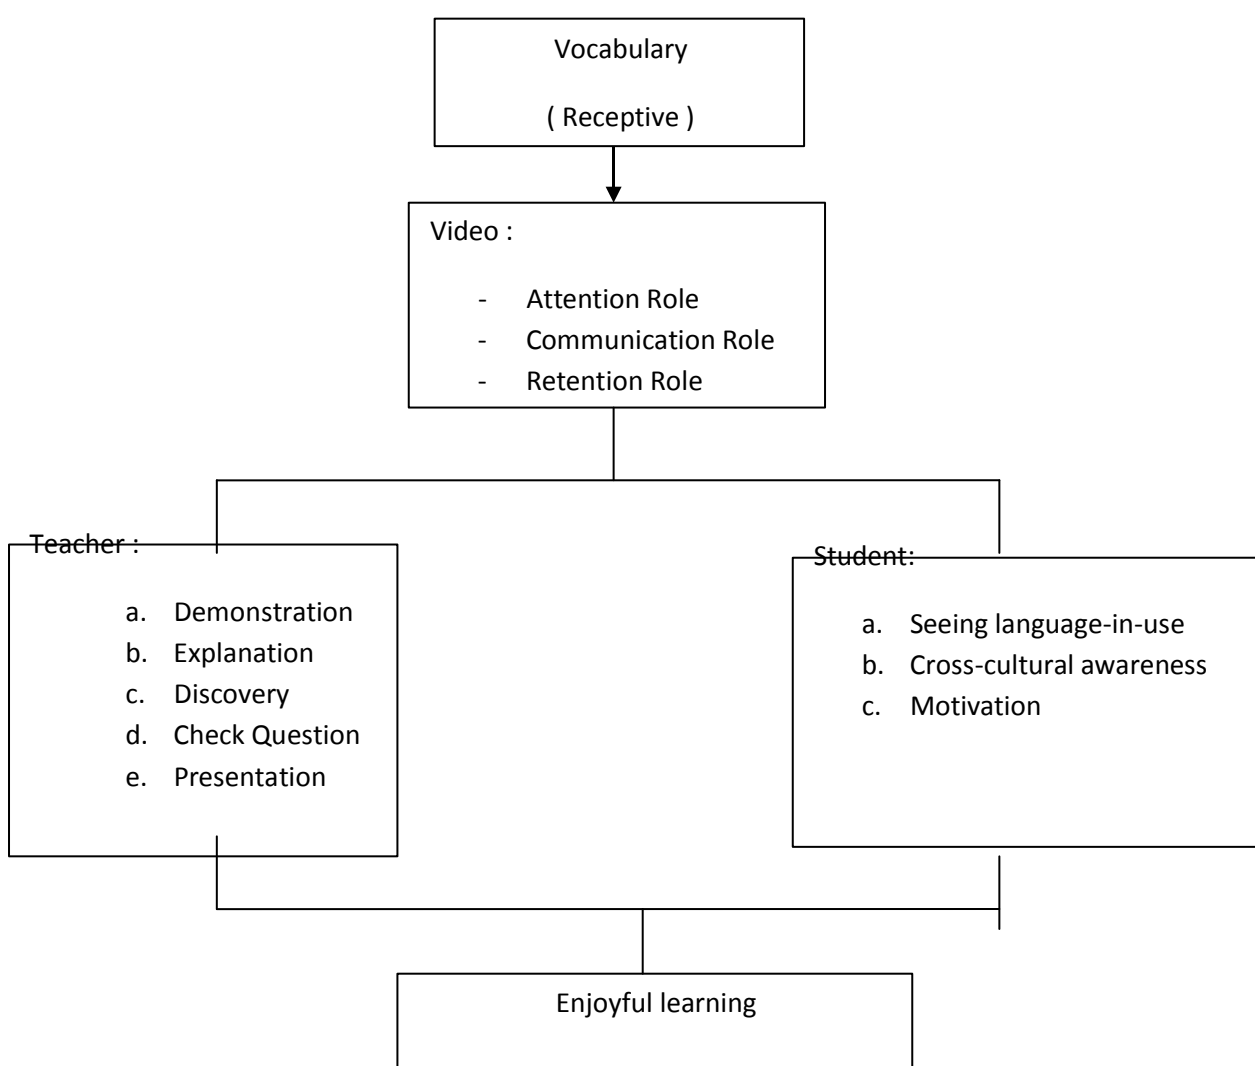 Vocabulary
( Receptive )
Video :
- Attention Role
- Communication Role
- Retention Role
Teacher :
a. Demonstration
b. Explanation
c. Discovery
d. Check Question
e. Presentation
Student:
a. Seeing language-in-use
b. Cross-cultural awareness
c. Motivation
Enjoyful learning